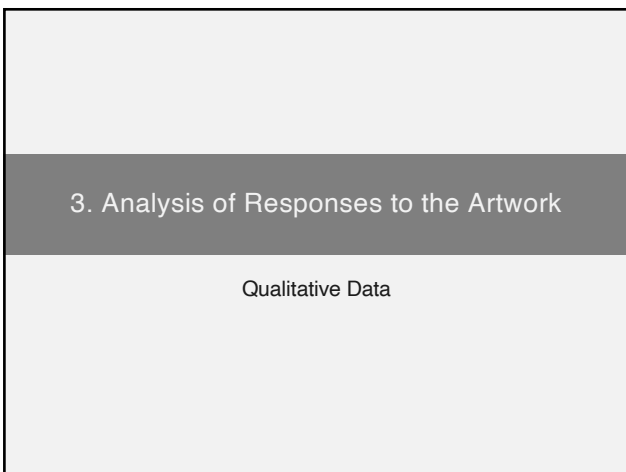 3. Analysis of Responses to the Artwork
Qualitative Data